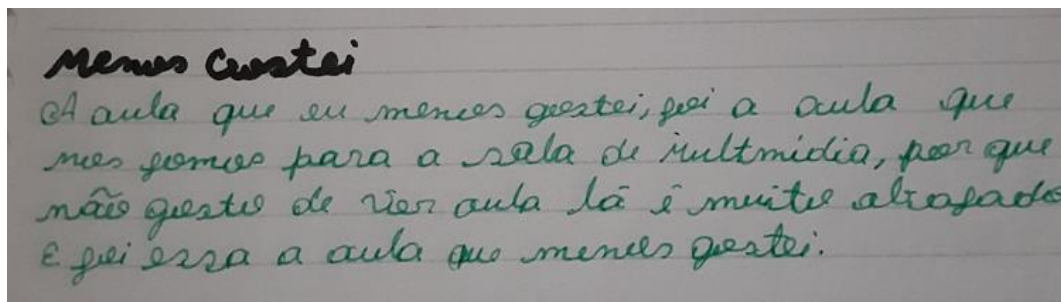 Menos Gostei
A aula que eu menos gostei, foi a aula que
nos fomos para a sala de multmidia, por que
não gosto de ver aula lá é muito abafado
E foi essa a aula que menos gostei.